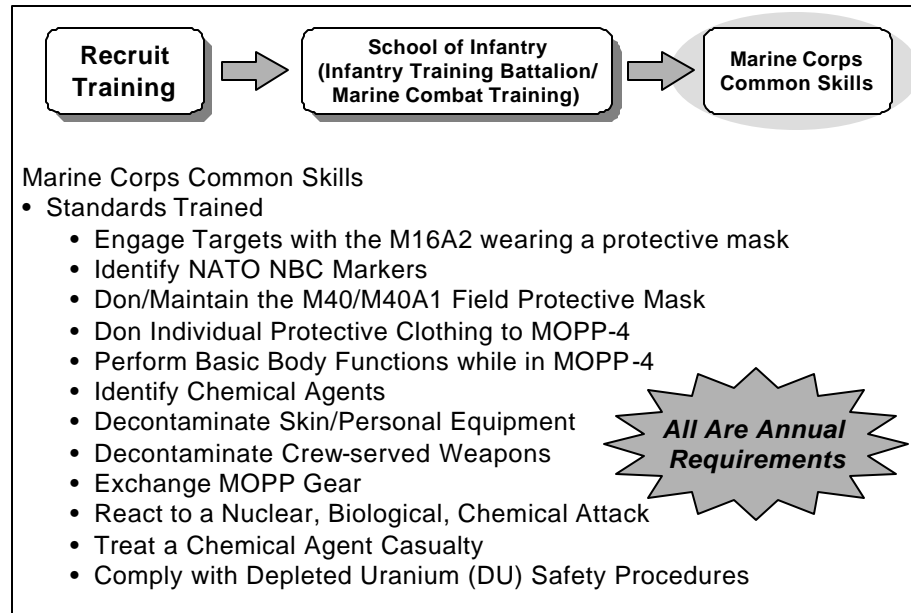 Recruit
Training
School of Infantry
(Infantry Training Battalion/
Marine Combat Training)
Marine Corps
Common Skills
Marine Corps Common Skills
• Standards Trained
• Engage Targets with the M16A2 wearing a protective mask
• Identify NATO NBC Markers
• Don/Maintain the M40/M40A1 Field Protective Mask
• Don Individual Protective Clothing to MOPP-4
• Perform Basic Body Functions while in MOPP-4
• Identify Chemical Agents
• Decontaminate Skin/Personal Equipment
• Decontaminate Crew-served Weapons
• Exchange MOPP Gear
• React to a Nuclear, Biological, Chemical Attack
• Treat a Chemical Agent Casualty
• Comply with Depleted Uranium (DU) Safety Procedures
All Are Annual
Requirements